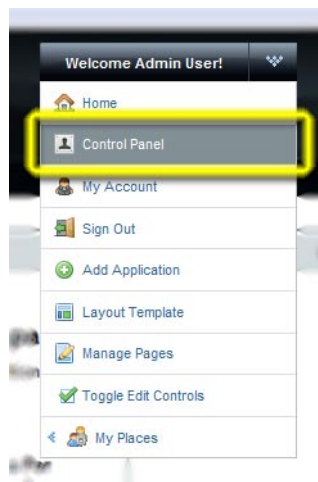 Welcome Admin User!
Home
Control Panel
My Account
Sign Out
Add Application
Layout Template
Manage Pages
Toggle Edit Controls
My Places